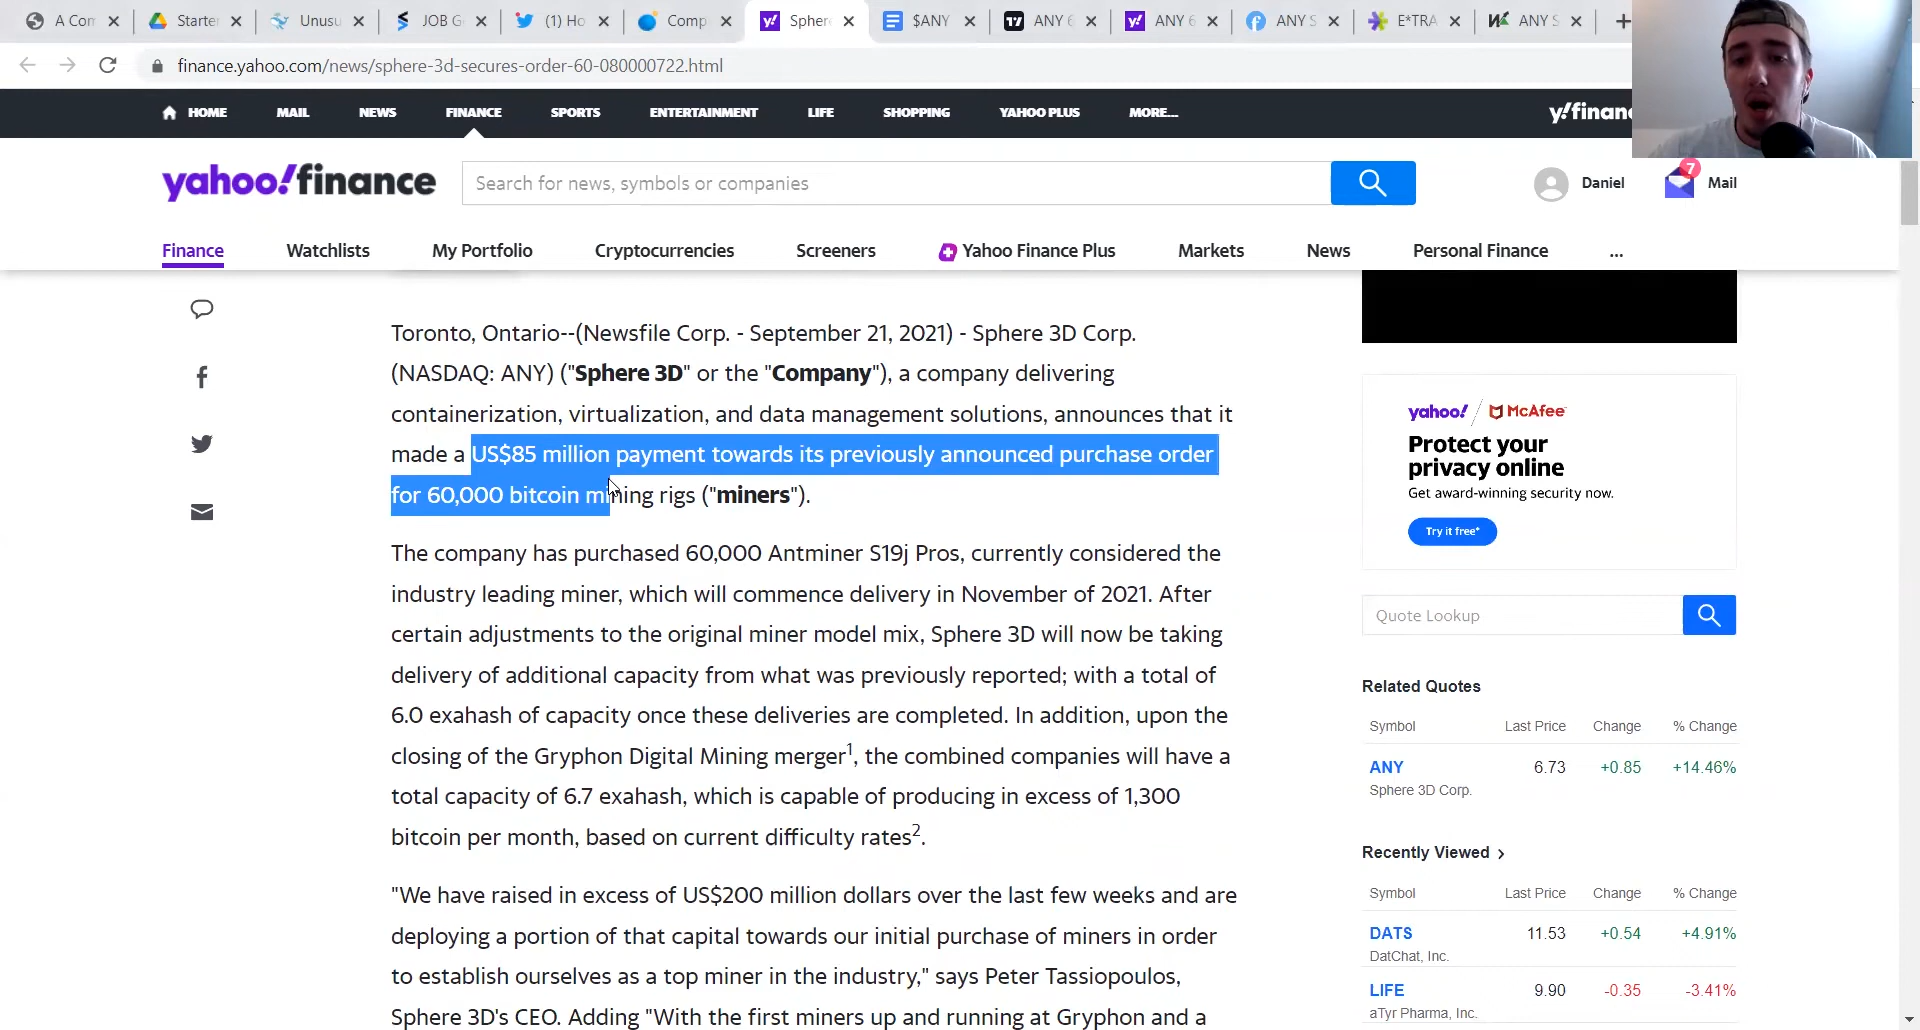 A Com
Starter
Unusu
JOB G
(1) Ho
Comp
Spher
$ANY
ANY 6
ANY 6
ANY S
E*TRA
ANY S
finance.yahoo.com/news/sphere-3d-secures-order-60-080000722.html
HOME MAIL NEWS FINANCE SPORTS ENTERTAINMENT LIFE SHOPPING YAHOO PLUS MORE...
y!finan
yahoo!finance
Search for news, symbols or companies
Daniel
7
Mail
Finance Watchlists My Portfolio Cryptocurrencies Screeners Yahoo Finance Plus Markets News Personal Finance ...
Toronto, Ontario--(Newsfile Corp. - September 21, 2021) - Sphere 3D Corp.
(NASDAQ: ANY) ("Sphere 3D" or the "Company"), a company delivering
containerization, virtualization, and data management solutions, announces that it
made a US$85 million payment towards its previously announced purchase order
for 60,000 bitcoin mining rigs ("miners").
The company has purchased 60,000 Antminer S19j Pros, currently considered the
industry leading miner, which will commence delivery in November of 2021. After
certain adjustments to the original miner model mix, Sphere 3D will now be taking
delivery of additional capacity from what was previously reported; with a total of
6.0 exahash of capacity once these deliveries are completed. In addition, upon the
closing of the Gryphon Digital Mining merger1, the combined companies will have a
total capacity of 6.7 exahash, which is capable of producing in excess of 1,300
bitcoin per month, based on current difficulty rates2.
"We have raised in excess of US$200 million dollars over the last few weeks and are
deploying a portion of that capital towards our initial purchase of miners in order
to establish ourselves as a top miner in the industry," says Peter Tassiopoulos,
Sphere 3D's CEO. Adding "With the first miners up and running at Gryphon and a
yahoo! / McAfee
Protect your
privacy online
Get award-winning security now.
Try it free*
Quote Lookup
Related Quotes
Symbol Last Price Change % Change
ANY 6.73 +0.85 +14.46%
Sphere 3D Corp.
Recently Viewed >
Symbol Last Price Change % Change
DATS 11.53 +0.54 +4.91%
DatChat, Inc.
LIFE 9.90 -0.35 -3.41%
aTyr Pharma, Inc.